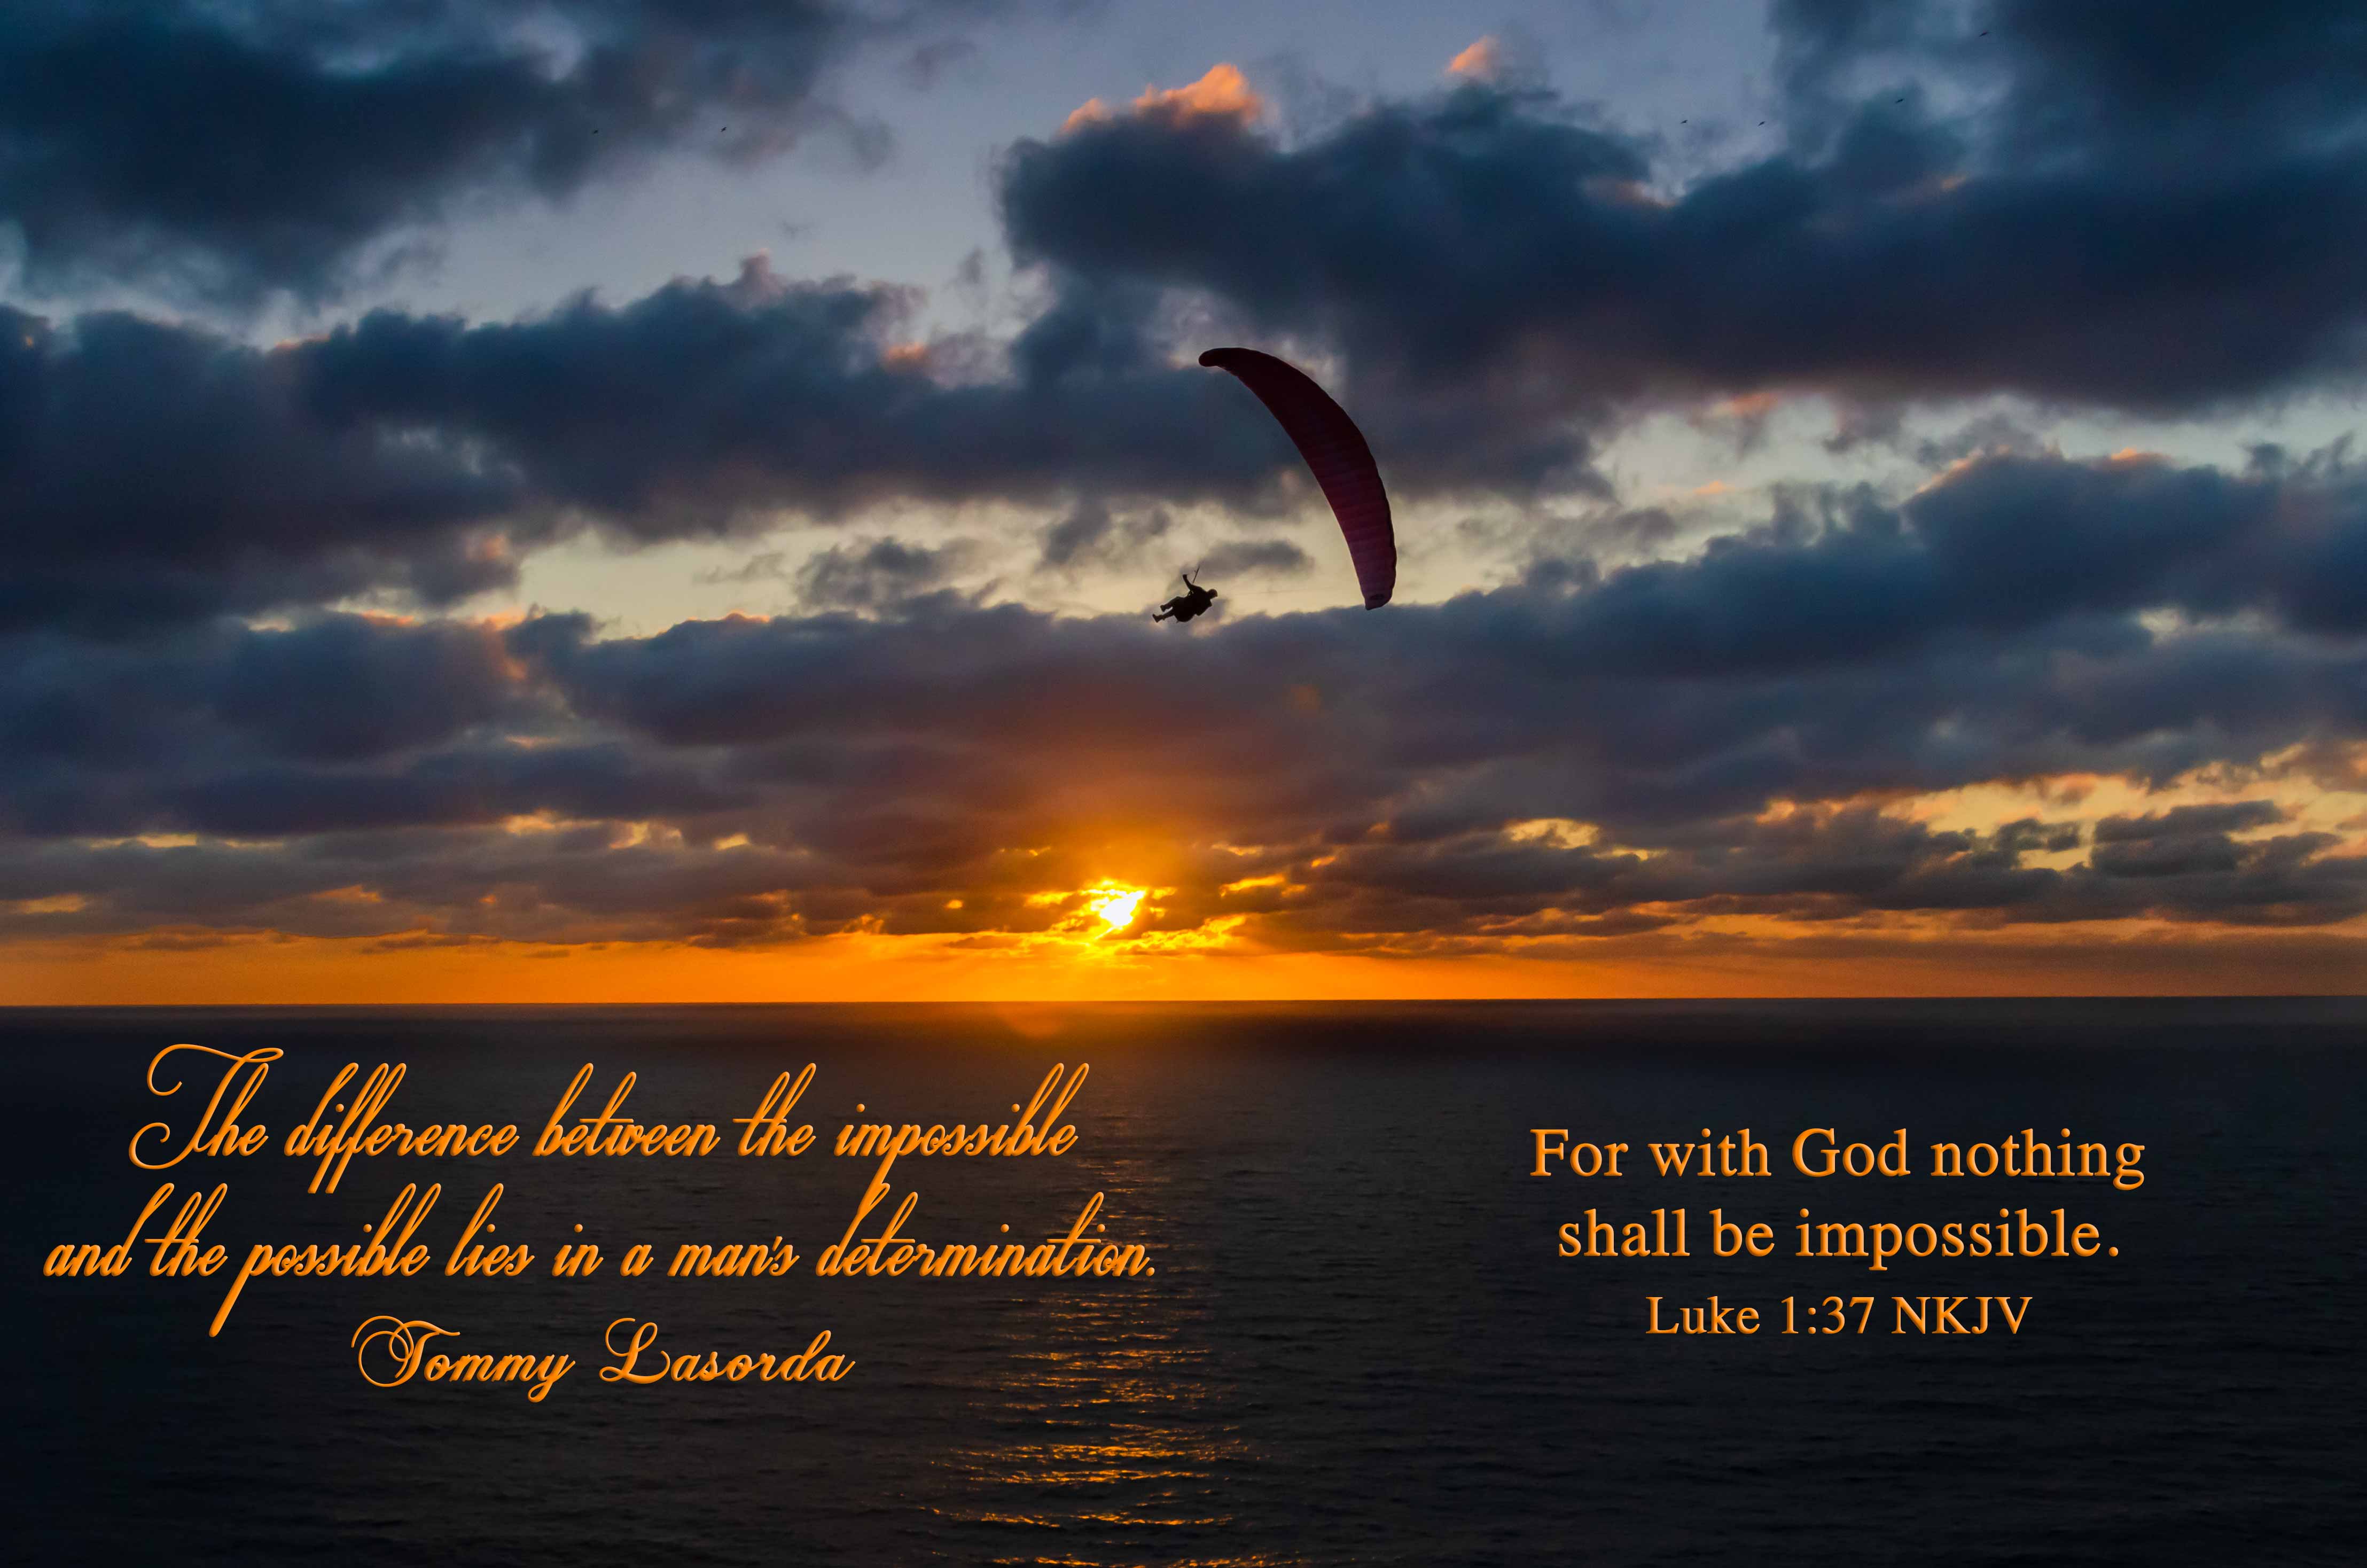 The difference between the impossible
and the possible lies in a man's determination.
Tommy Lasorda
For with God nothing
shall be impossible.
Luke 1:37 NKJV